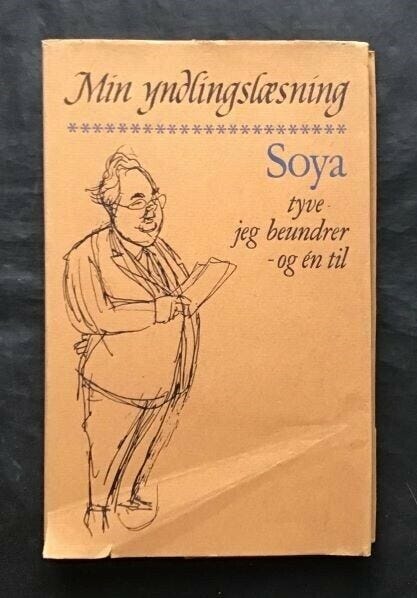 Min yndlingslæsning
**********************
Soya
tyve -
jeg beundrer
- og én til